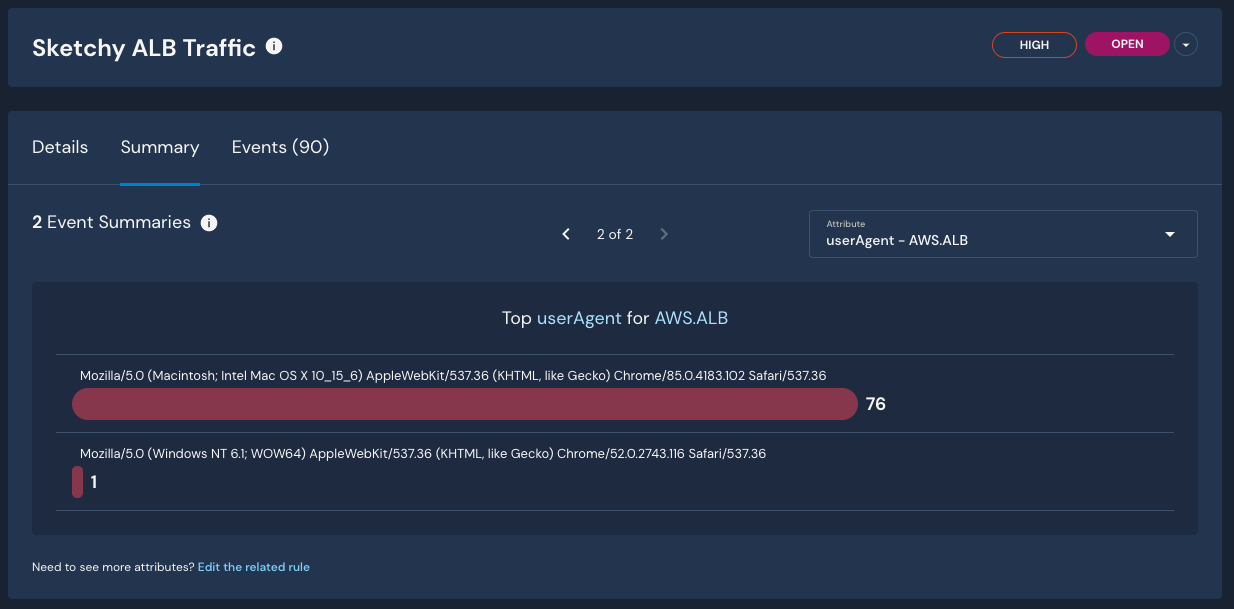 Sketchy ALB Traffic
HIGH
OPEN
Details
Summary
Events (90)
2 Event Summaries
2 of 2
Attribute
userAgent - AWS.ALB
Top userAgent for AWS.ALB
Mozilla/5.0 (Macintosh; Intel Mac OS X 10_15_6) AppleWebKit/537.36 (KHTML, like Gecko) Chrome/85.0.4183.102 Safari/537.36
76
Mozilla/5.0 (Windows NT 6.1; WOW64) AppleWebKit/537.36 (KHTML, like Gecko) Chrome/52.0.2743.116 Safari/537.36
1
Need to see more attributes? Edit the related rule